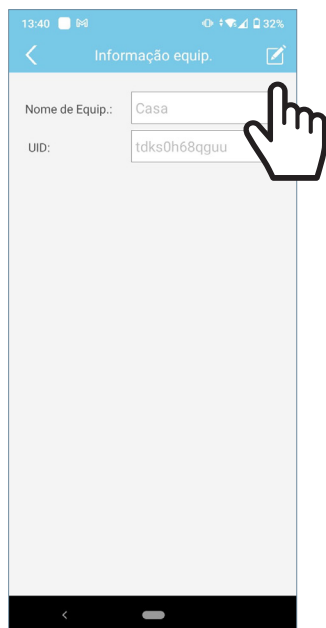 13:40 32%
Informação equip.
Nome de Equip.: Casa
UID: tdks0h68qguu